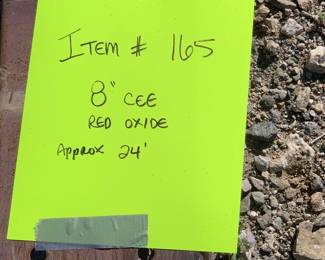 Item # 165
8" CEE
RED OXIDE
Approx 24'